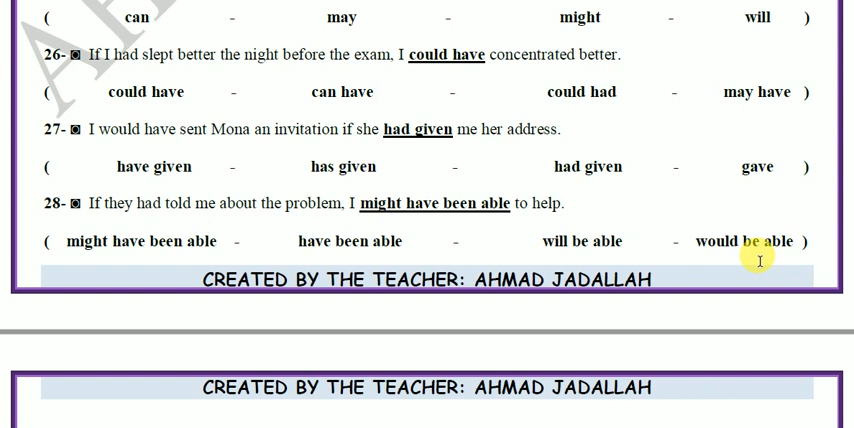 ( can - may - might - will )
26- ◙ If I had slept better the night before the exam, I could have concentrated better.
( could have - can have - could had - may have )
27- ◙ I would have sent Mona an invitation if she had given me her address.
( have given - has given - had given - gave )
28- ◙ If they had told me about the problem, I might have been able to help.
( might have been able - have been able - will be able - would be able )
CREATED BY THE TEACHER: AHMAD JADALLAH
CREATED BY THE TEACHER: AHMAD JADALLAH